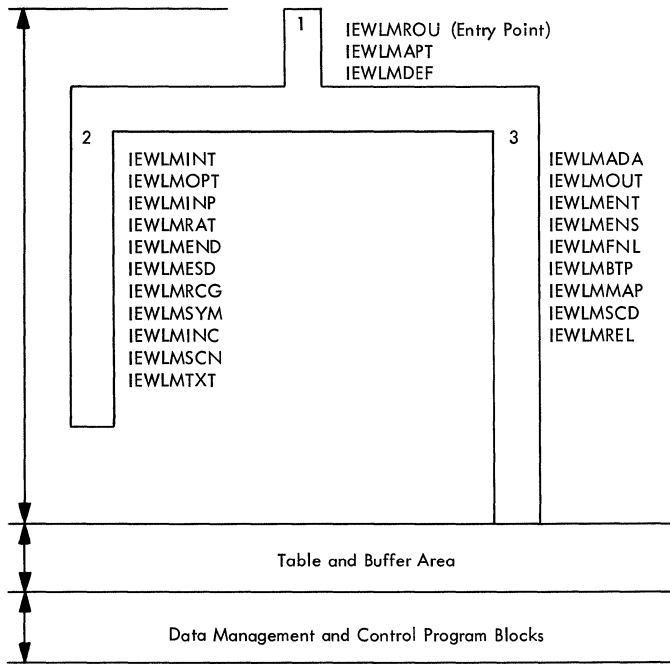 1
IEWLMROU (Entry Point)
IEWLMAPT
IEWLMDEF
2
IEWLMINT
IEWLMOPT
IEWLMINP
IEWLMRAT
IEWLMEND
IEWLMESD
IEWLMRCG
IEWLMSYM
IEWLMINC
IEWLMSCN
IEWLMTXT
3
IEWLMADA
IEWLMOUT
IEWLMENT
IEWLMENS
IEWLMFNL
IEWLMBTP
IEWLMMAP
IEWLMSCD
IEWLMREL
Table and Buffer Area
Data Management and Control Program Blocks